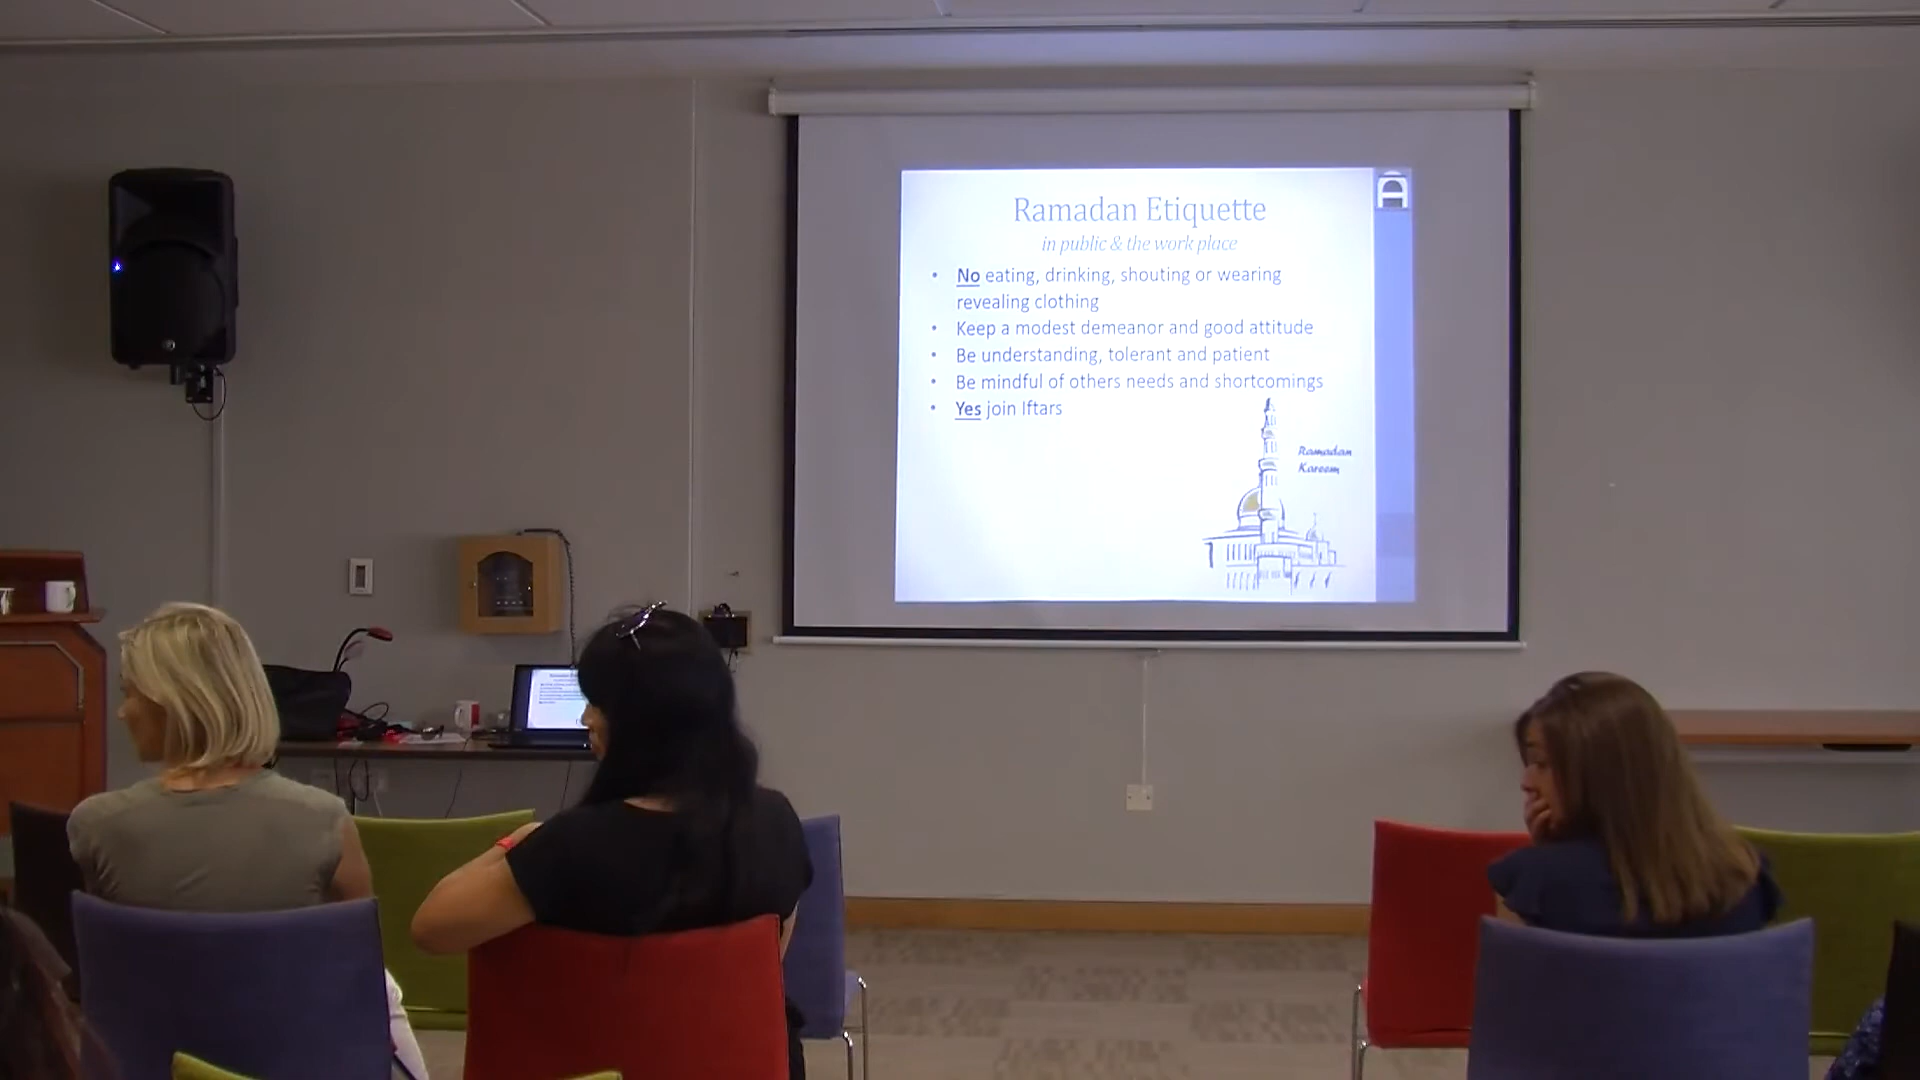 Ramadan Etiquette
in public & the work place
• No eating, drinking, shouting or wearing
revealing clothing
• Keep a modest demeanor and good attitude
• Be understanding, tolerant and patient
• Be mindful of others needs and shortcomings
• Yes join Iftars
Ramadan
Kareem